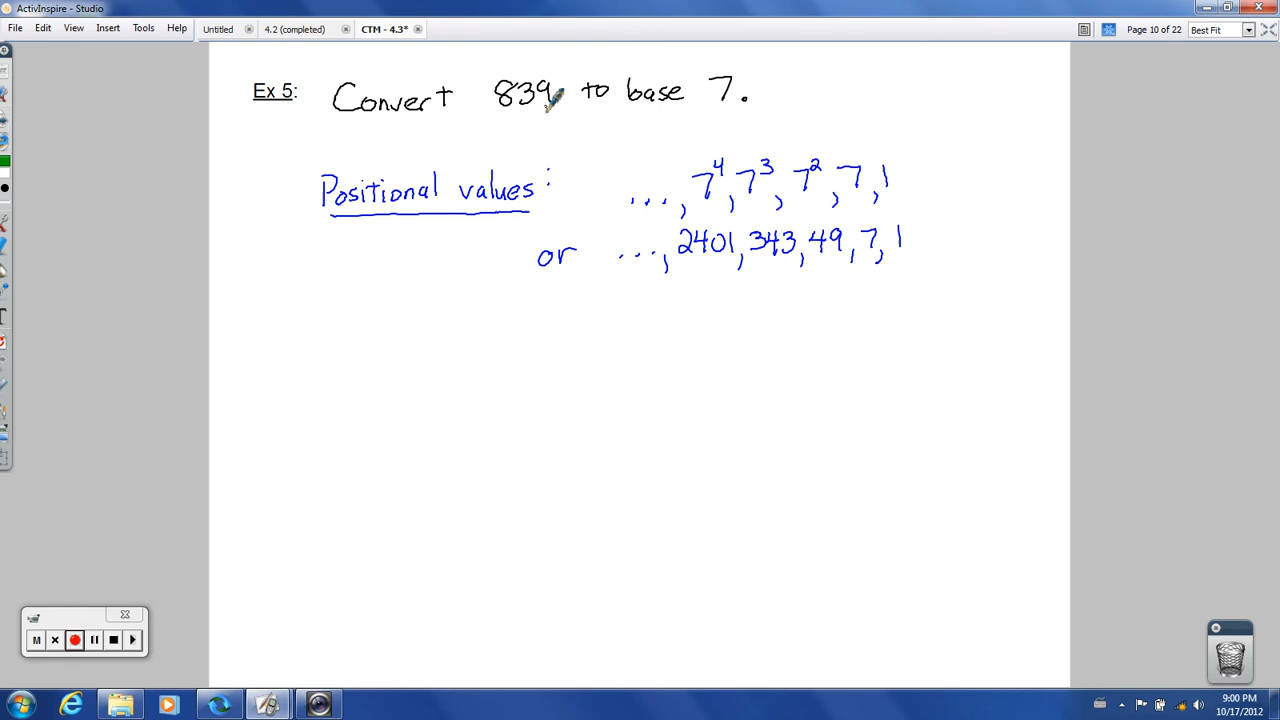 ActivInspire - Studio
File Edit View Insert Tools Help
Untitled
4.2 (completed)
CTM - 4.3*
Page 10 of 22
Best Fit
Ex 5: Convert 839 to base 7.
Positional values: ..., 7⁴, 7³, 7², 7, 1
or ..., 2401, 343, 49, 7, 1
M
9:00 PM
10/17/2012